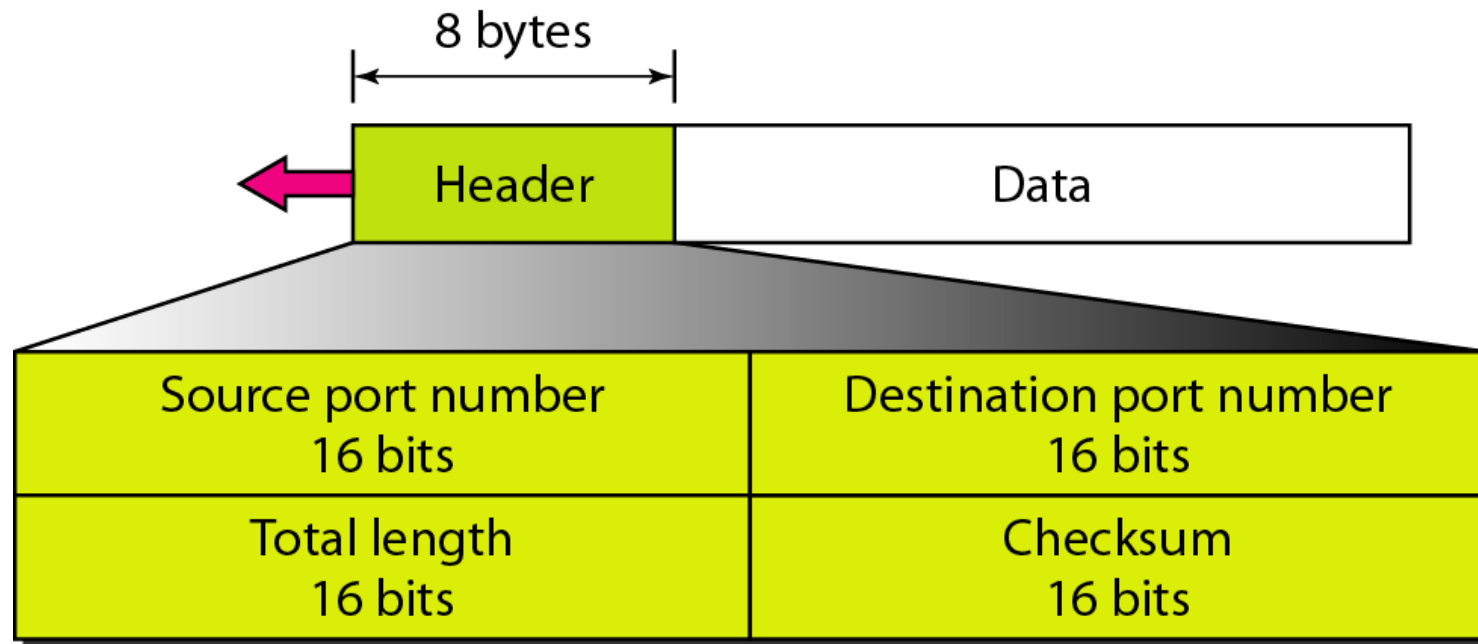 8 bytes
Header
Data
Source port number
16 bits
Destination port number
16 bits
Total length
16 bits
Checksum
16 bits